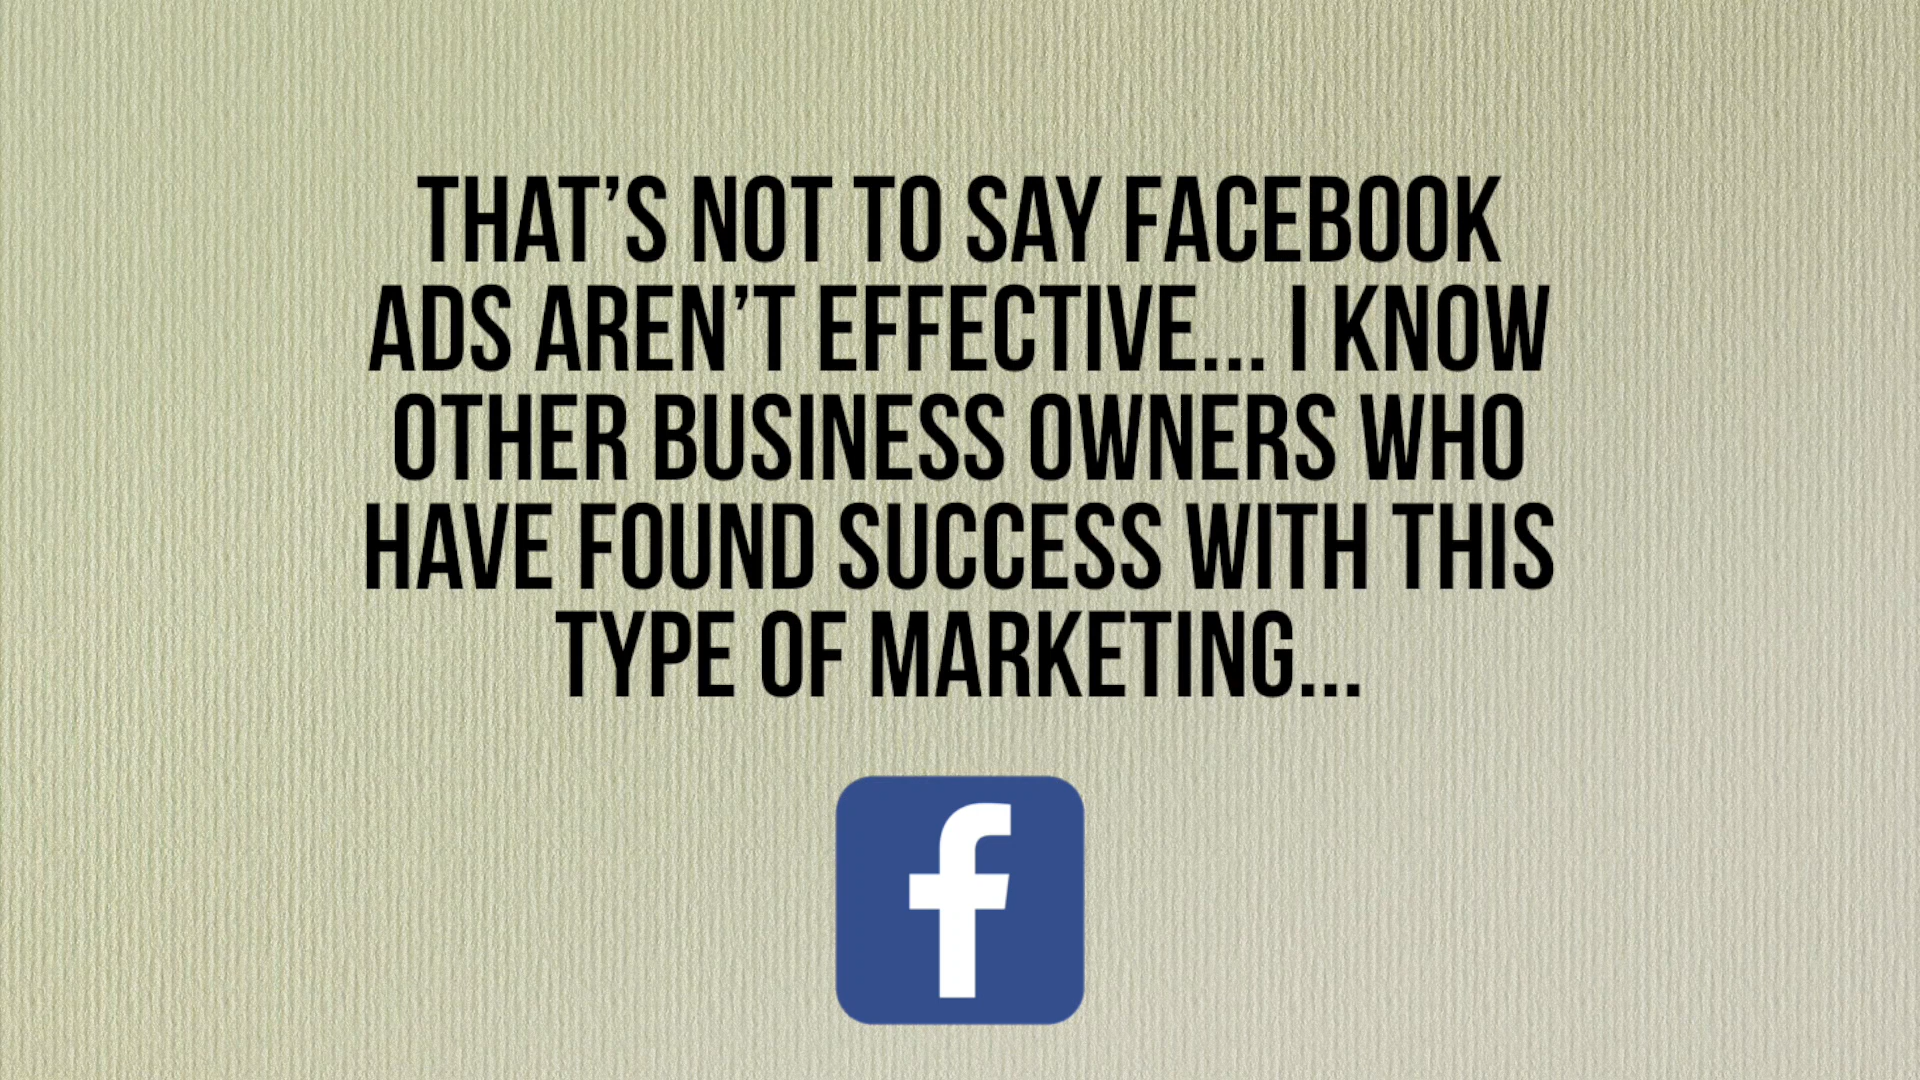 THAT’S NOT TO SAY FACEBOOK
ADS AREN’T EFFECTIVE... I KNOW
OTHER BUSINESS OWNERS WHO
HAVE FOUND SUCCESS WITH THIS
TYPE OF MARKETING...
f